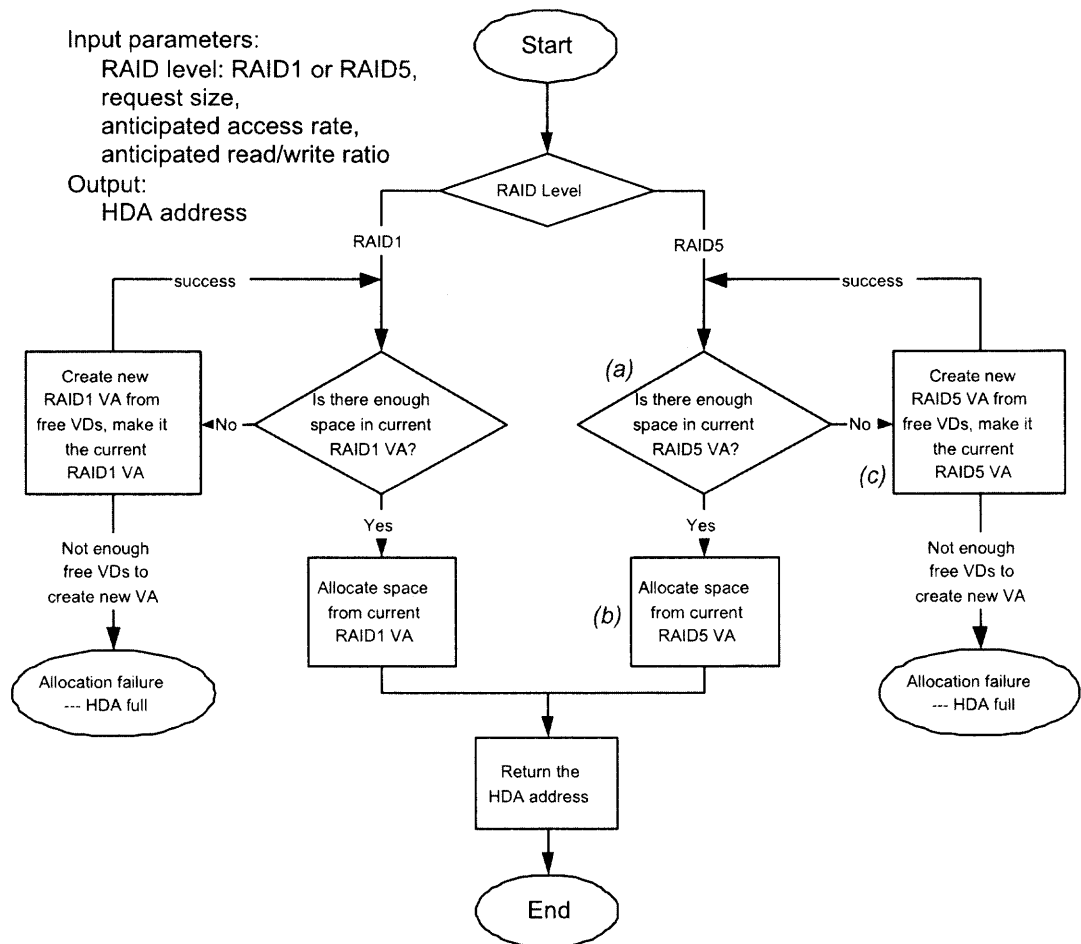 Input parameters:
RAID level: RAID1 or RAID5,
request size,
anticipated access rate,
anticipated read/write ratio
Output:
HDA address
Start
RAID Level
RAID1
RAID5
success
success
Create new
RAID1 VA from
free VDs, make it
the current
RAID1 VA
No
Is there enough
space in current
RAID1 VA?
(a)
Is there enough
space in current
RAID5 VA?
No
Create new
RAID5 VA from
free VDs, make it
the current
RAID5 VA
(c)
Not enough
free VDs to
create new VA
Yes
Yes
Not enough
free VDs to
create new VA
Allocate space
from current
RAID1 VA
(b)
Allocate space
from current
RAID5 VA
Allocation failure
--- HDA full
Allocation failure
--- HDA full
Return the
HDA address
End